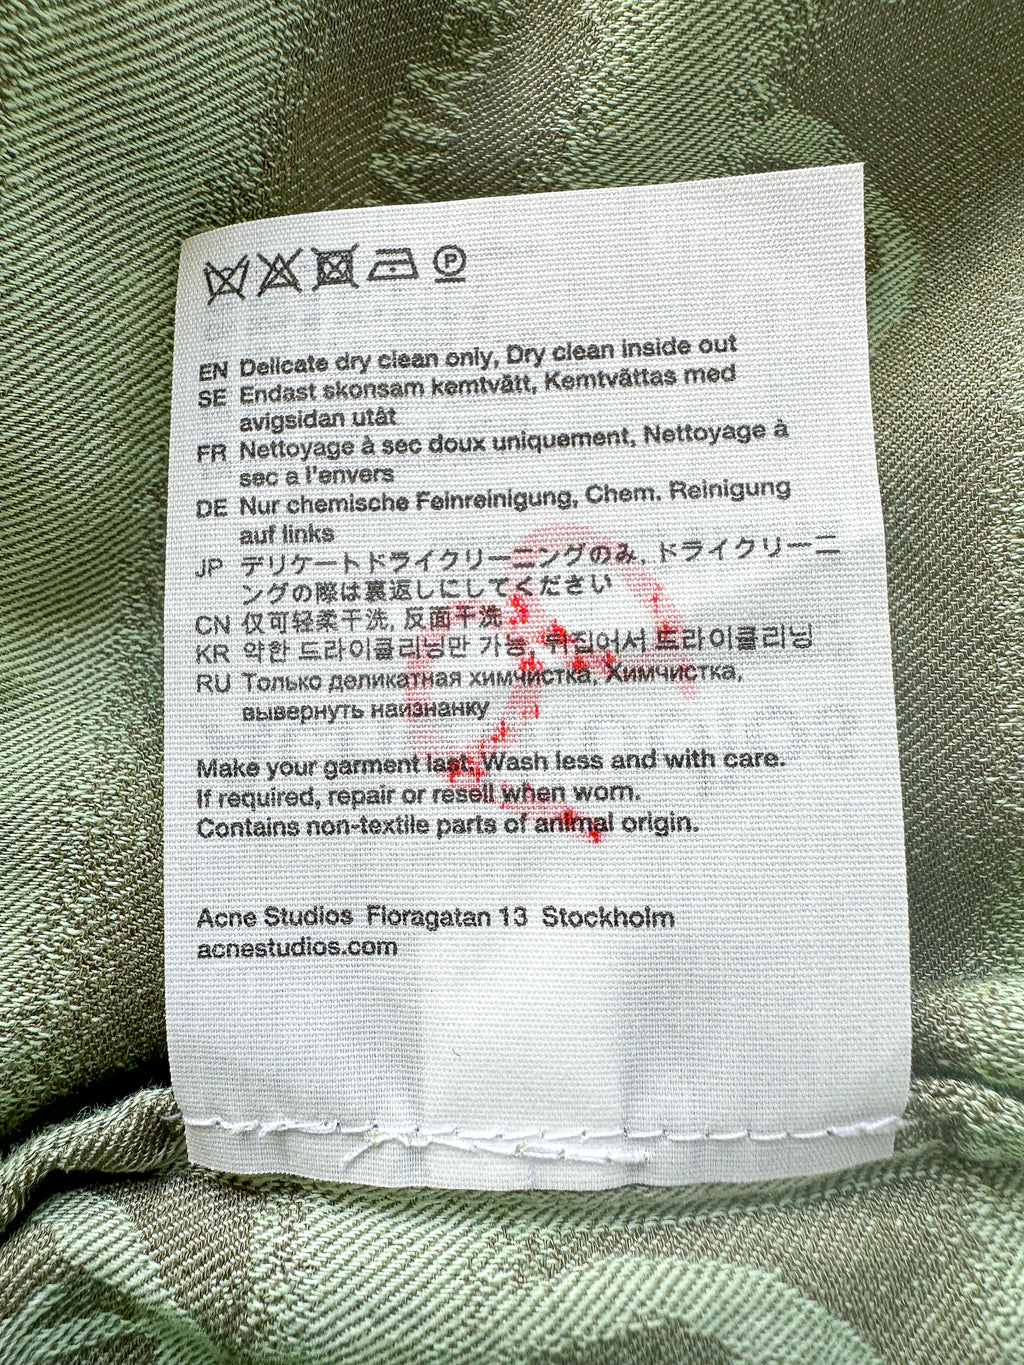 P
EN Delicate dry clean only, Dry clean inside out
SE Endast skonsam kemtvätt, Kemtvättas med
avigsidan utåt
FR Nettoyage à sec doux uniquement, Nettoyage à
sec a l'envers
DE Nur chemische Feinreinigung, Chem. Reinigung
auf links
JP デリケートドライクリーニングのみ, ドライクリーニ
ングの際は裏返しにしてください
CN 仅可轻柔干洗, 反面干洗
KR 약한 드라이클리닝만 가능, 뒤집어서 드라이클리닝
RU Только деликатная химчистка, Химчистка,
вывернуть наизнанку
Make your garment last. Wash less and with care.
If required, repair or resell when worn.
Contains non-textile parts of animal origin.
Acne Studios Floragatan 13 Stockholm
acnestudios.com